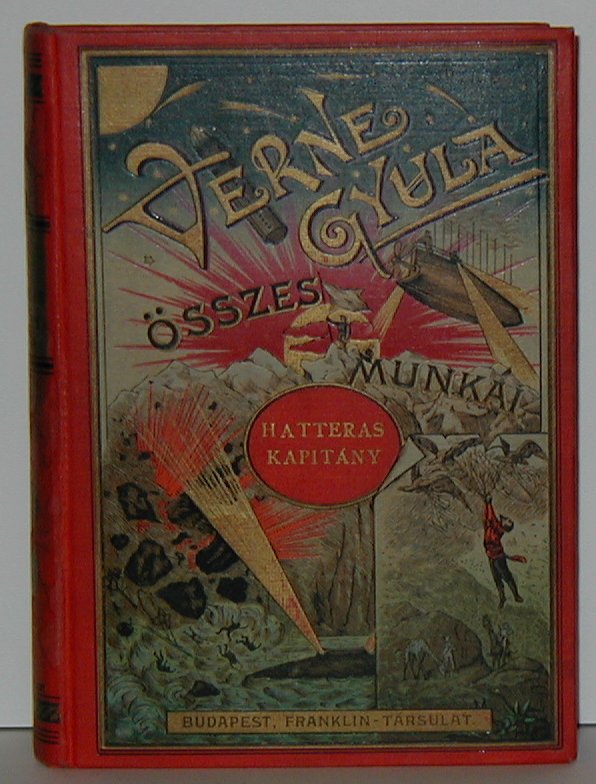 VERNE
GYULA
ÖSSZES
MUNKÁI
HATTERAS
KAPITÁNY
BUDAPEST, FRANKLIN-TÁRSULAT.